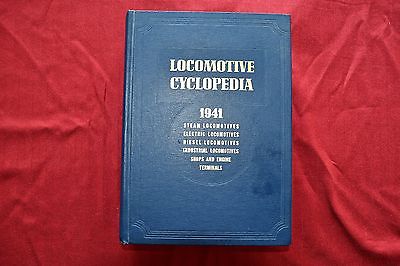 LOCOMOTIVE
CYCLOPEDIA
1941
STEAM LOCOMOTIVES
ELECTRIC LOCOMOTIVES
DIESEL LOCOMOTIVES
INDUSTRIAL LOCOMOTIVES
SHOPS AND ENGINE
TERMINALS